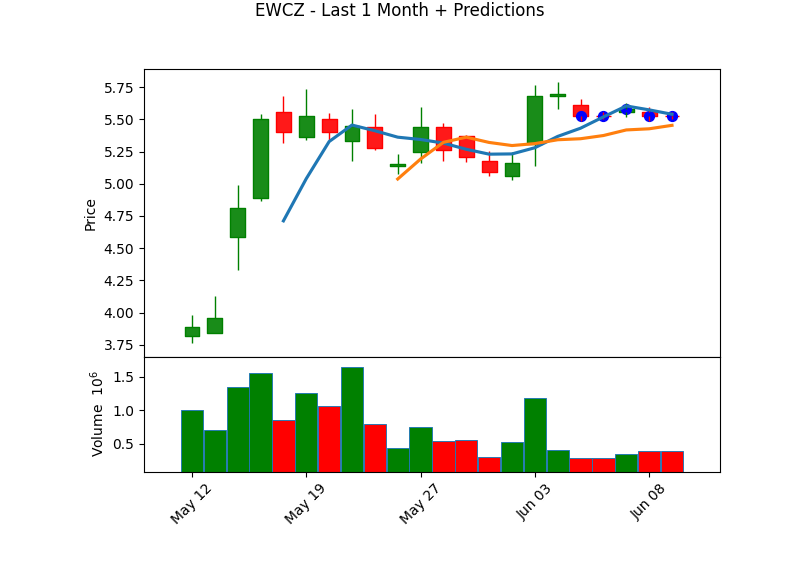 EWCZ - Last 1 Month + Predictions
5.75
5.50
5.25
5.00
4.75
4.50
4.25
4.00
3.75
Price
1.5
1.0
0.5
Volume 10^6
May 12
May 19
May 27
Jun 03
Jun 08